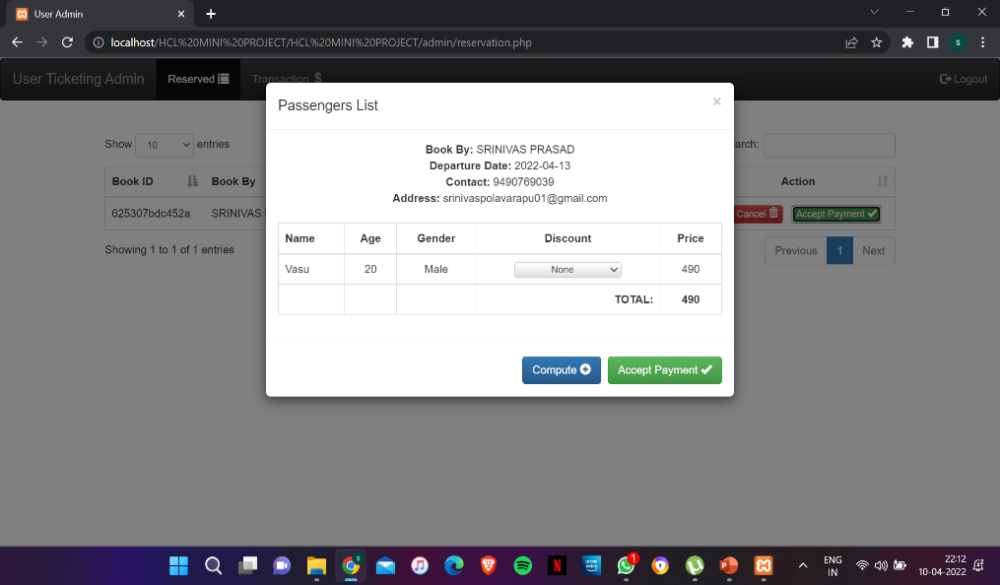 User Admin
localhost/HCL%20MINI%20PROJECT/HCL%20MINI%20PROJECT/admin/reservation.php
S
User Ticketing Admin Reserved Transaction $ Logout
Passengers List ×
Book By: SRINIVAS PRASAD
Departure Date: 2022-04-13
Contact: 9490769039
Address: srinivaspolavarapu01@gmail.com
Show 10 entries arch:
Book ID Book By Action
625307bdc452a SRINIVAS Cancel Accept Payment
Showing 1 to 1 of 1 entries Previous 1 Next
Name Age Gender Discount Price
Vasu 20 Male None 490
TOTAL: 490
Compute Accept Payment
1
ENG
IN
22:12
10-04-2022